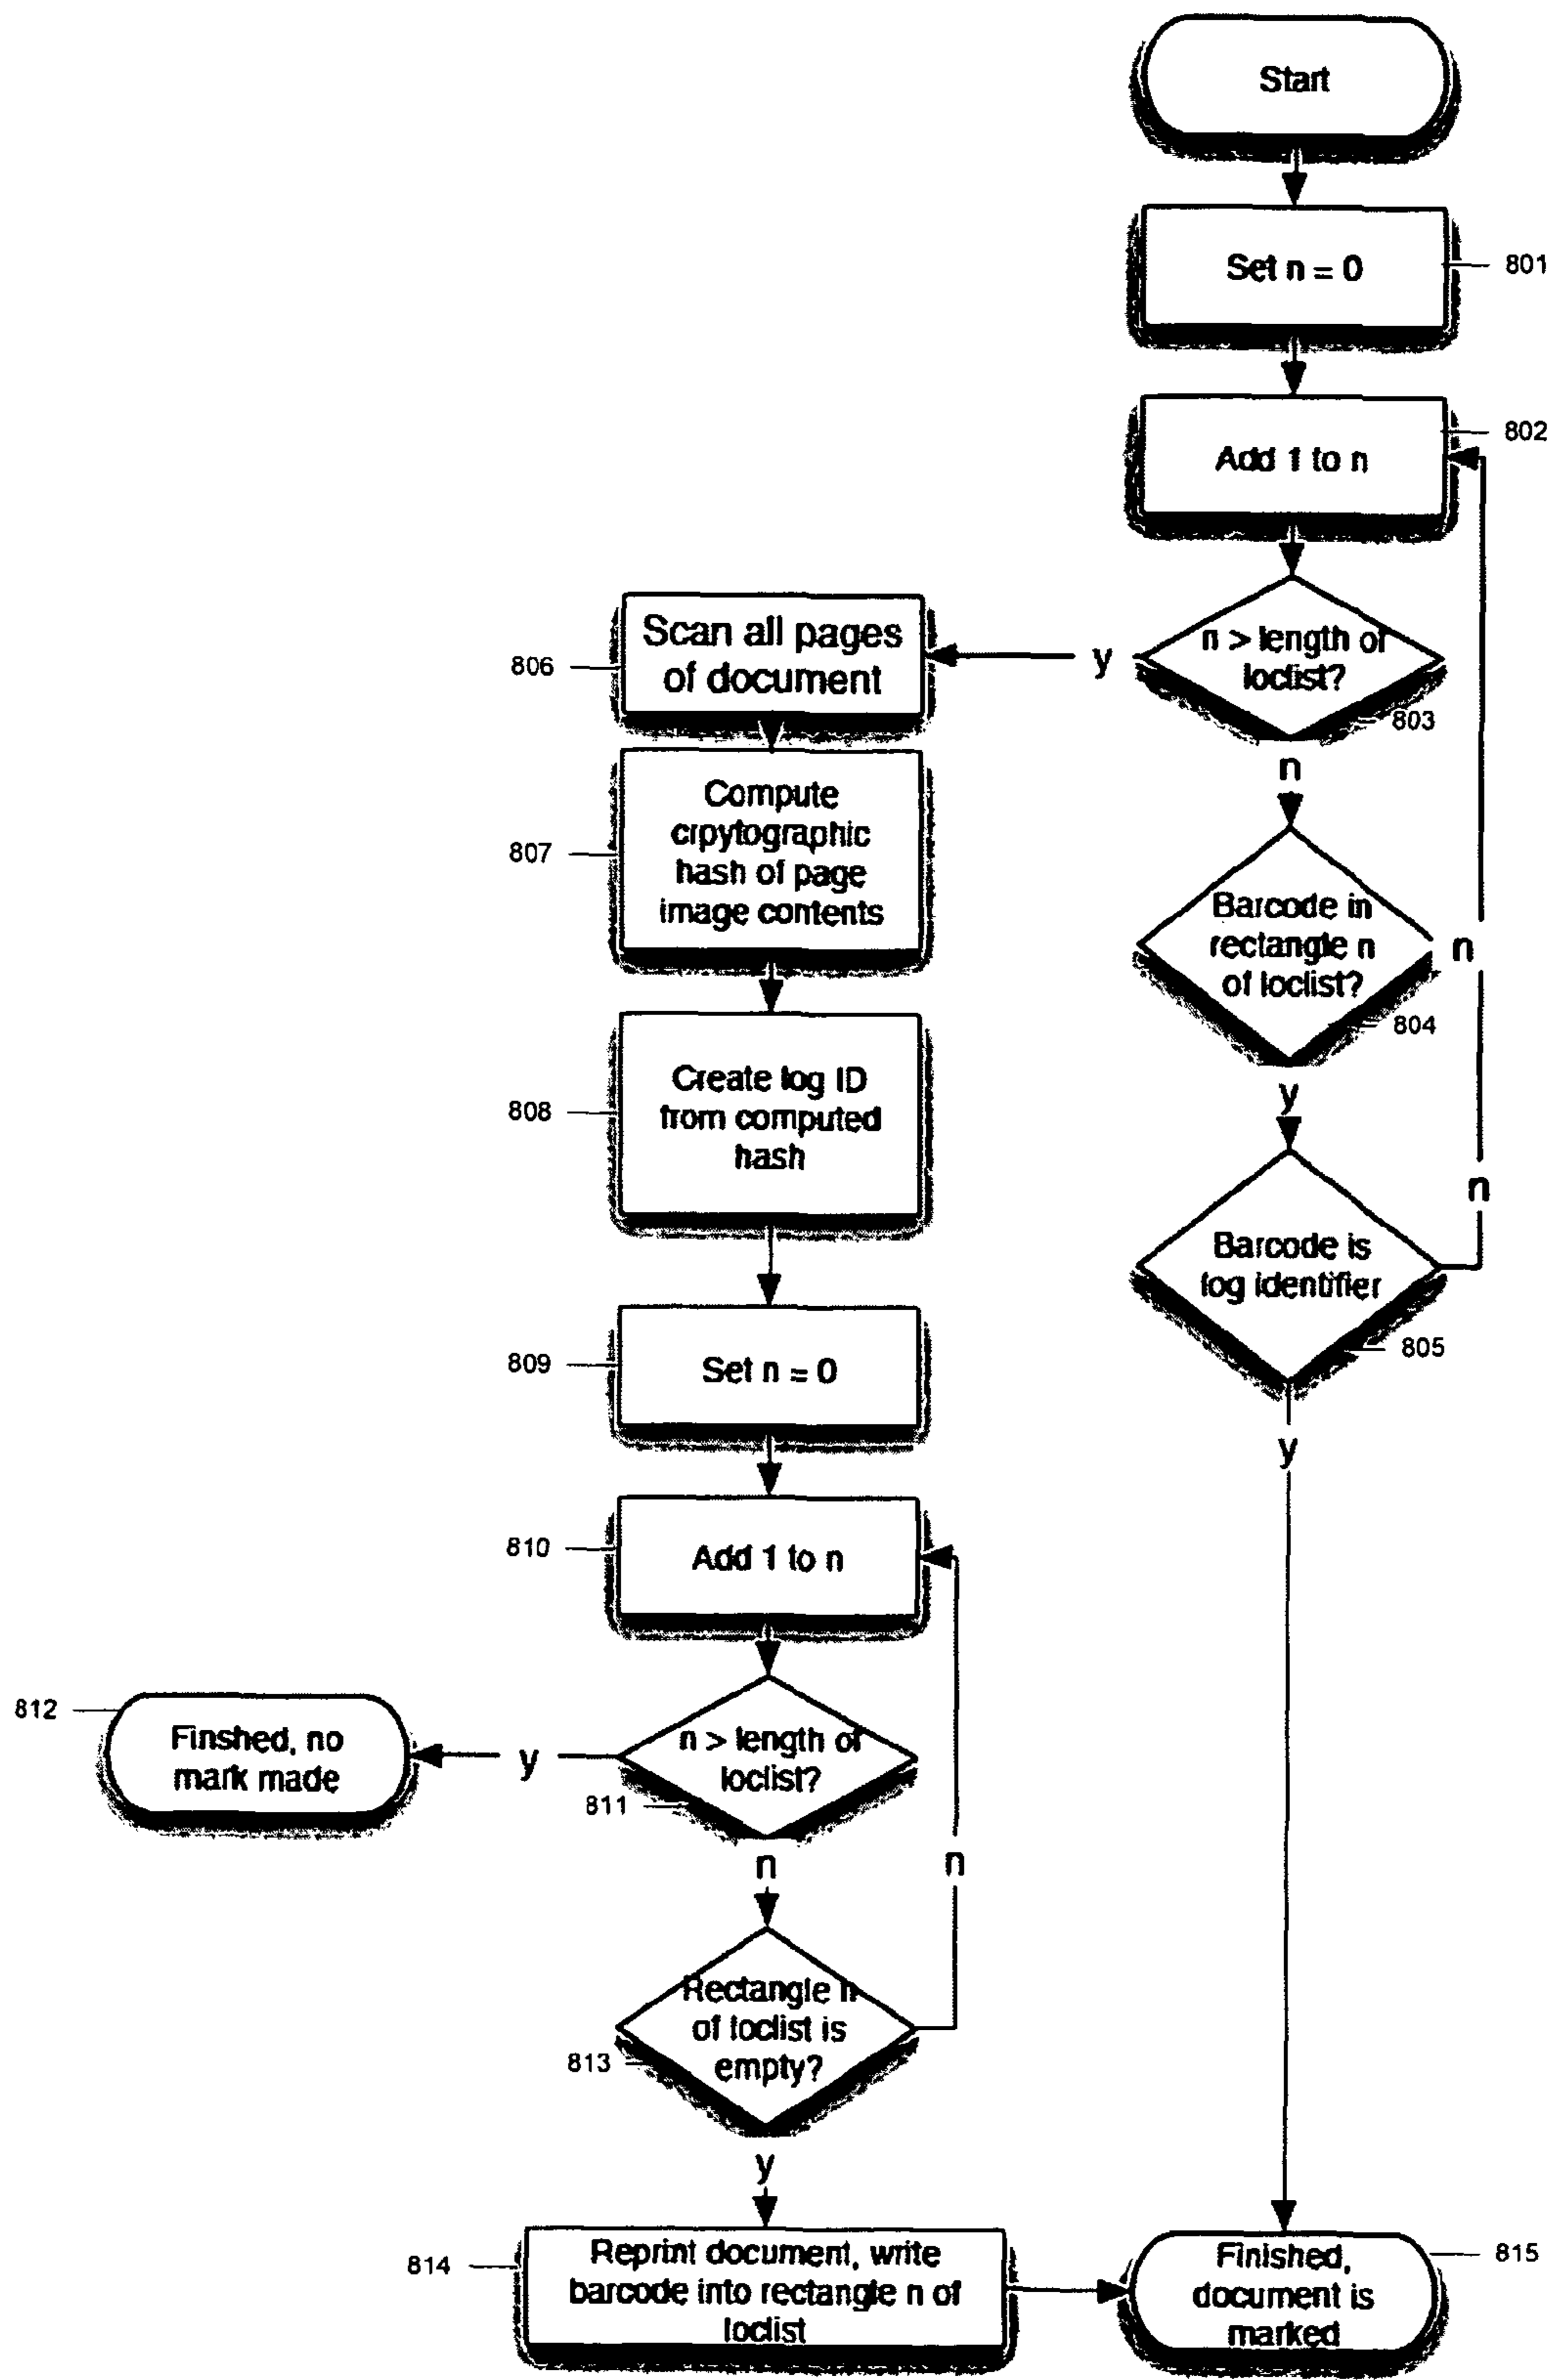 Start
Set n = 0
801
Add 1 to n
802
n > length of
loclist?
803
y
n
Scan all pages
of document
806
Compute
crpytographic
hash of page
image contents
807
Barcode in
rectangle n
of loclist?
804
n
y
Create log ID
from computed
hash
808
Barcode is
log identifier
805
n
y
Set n = 0
809
Add 1 to n
810
n > length of
loclist?
811
y
n
812
Finshed, no
mark made
Rectangle n
of loclist is
empty?
813
n
y
Reprint document, write
barcode into rectangle n of
loclist
814
Finished,
document is
marked
815